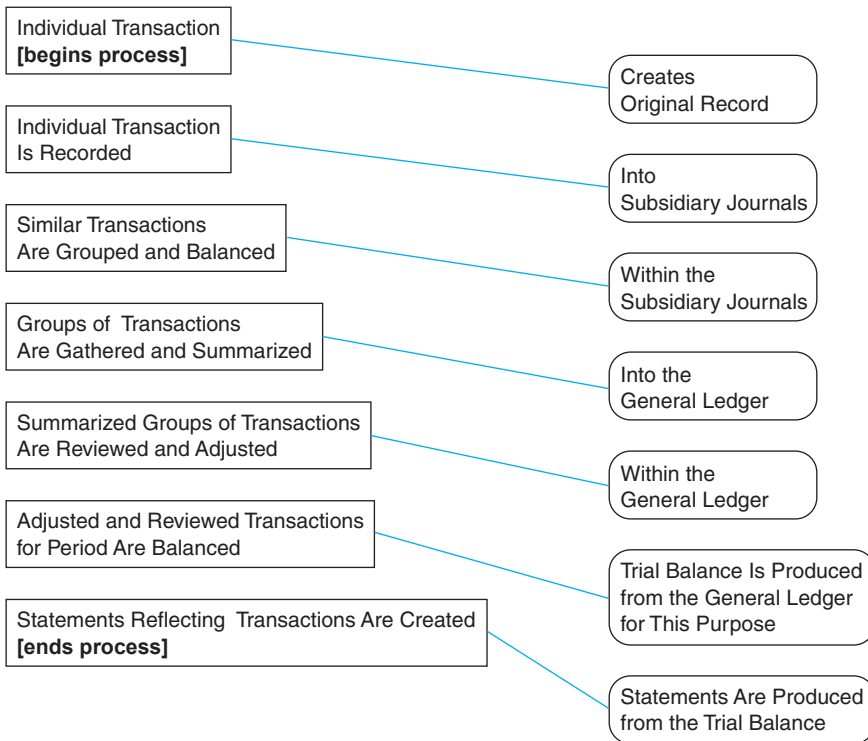 Individual Transaction
[begins process]
Creates
Original Record
Individual Transaction
Is Recorded
Into
Subsidiary Journals
Similar Transactions
Are Grouped and Balanced
Within the
Subsidiary Journals
Groups of Transactions
Are Gathered and Summarized
Into the
General Ledger
Summarized Groups of Transactions
Are Reviewed and Adjusted
Within the
General Ledger
Adjusted and Reviewed Transactions
for Period Are Balanced
Trial Balance Is Produced
from the General Ledger
for This Purpose
Statements Reflecting Transactions Are Created
[ends process]
Statements Are Produced
from the Trial Balance